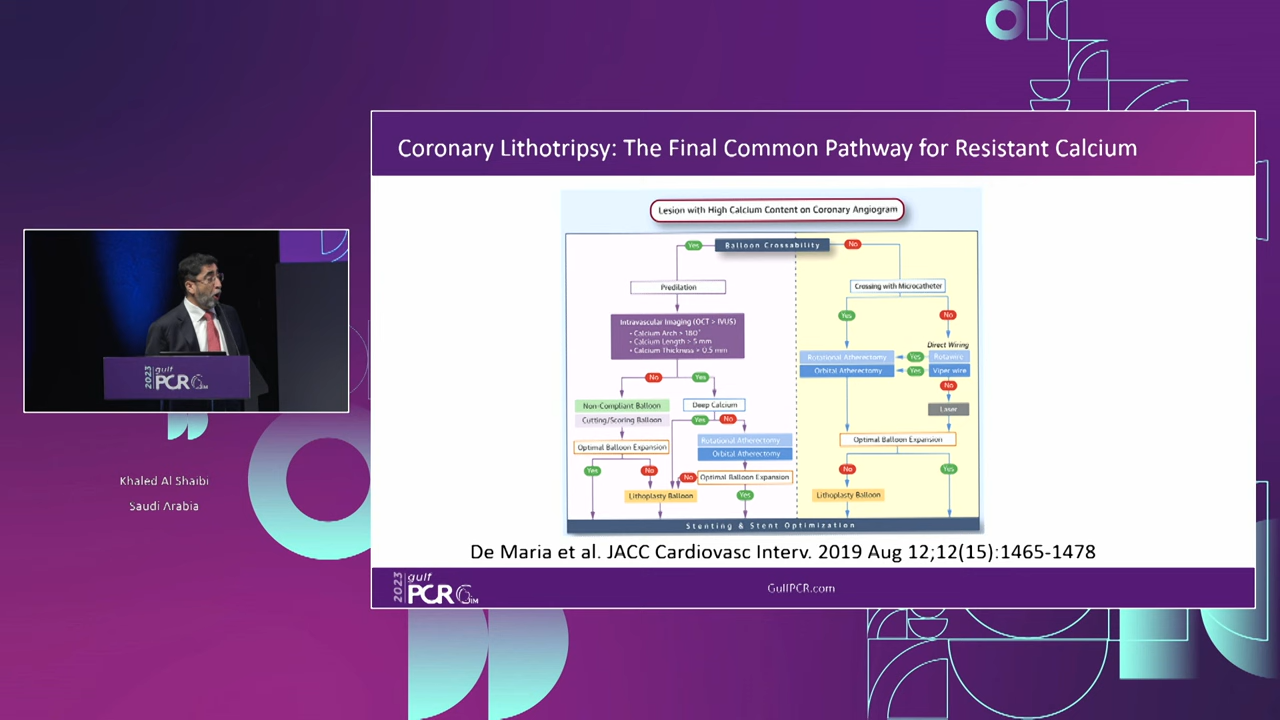 Coronary Lithotripsy: The Final Common Pathway for Resistant Calcium
Lesion with High Calcium Content on Coronary Angiogram
Yes
Balloon Crossability
No
Predilation
Crossing with Microcatheter
Intravascular Imaging (OCT > IVUS)
• Calcium Arch > 180°
• Calcium Length > 5 mm
• Calcium Thickness > 0.5 mm
Yes
No
Direct Wiring
Rotational Atherectomy
Yes
Rotawire
Orbital Atherectomy
Yes
Viper wire
No
Yes
No
Non-Compliant Balloon
Deep Calcium
Laser
Cutting/Scoring Balloon
Yes
No
Optimal Balloon Expansion
Rotational Atherectomy
Orbital Atherectomy
Optimal Balloon Expansion
Yes
No
No
Optimal Balloon Expansion
No
Yes
Lithoplasty Balloon
Yes
Lithoplasty Balloon
Stenting & Stent Optimization
De Maria et al. JACC Cardiovasc Interv. 2019 Aug 12;12(15):1465-1478
2023 gulf PCR GIM
GulfPCR.com
2023 gulf PCR GIM
Khaled Al Shaibi
Saudi Arabia